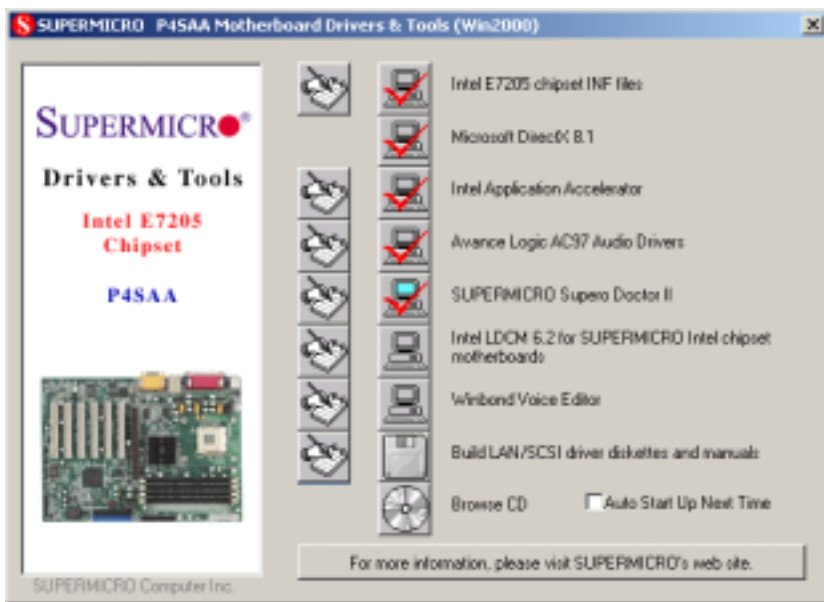 SUPERMICRO P4SAA Motherboard Drivers & Tools (Win2000)
SUPERMICRO®
Drivers & Tools
Intel E7205
Chipset
P4SAA
SUPERMICRO Computer Inc.
Intel E7205 chipset INF files
Microsoft DirectX 8.1
Intel Application Accelerator
Avance Logic AC97 Audio Drivers
SUPERMICRO Supero Doctor II
Intel LDCM 6.2 for SUPERMICRO Intel chipset
motherboards
Winbond Voice Editor
Build LAN/SCSI driver diskettes and manuals
Browse CD
Auto Start Up Next Time
For more information, please visit SUPERMICRO's web site.